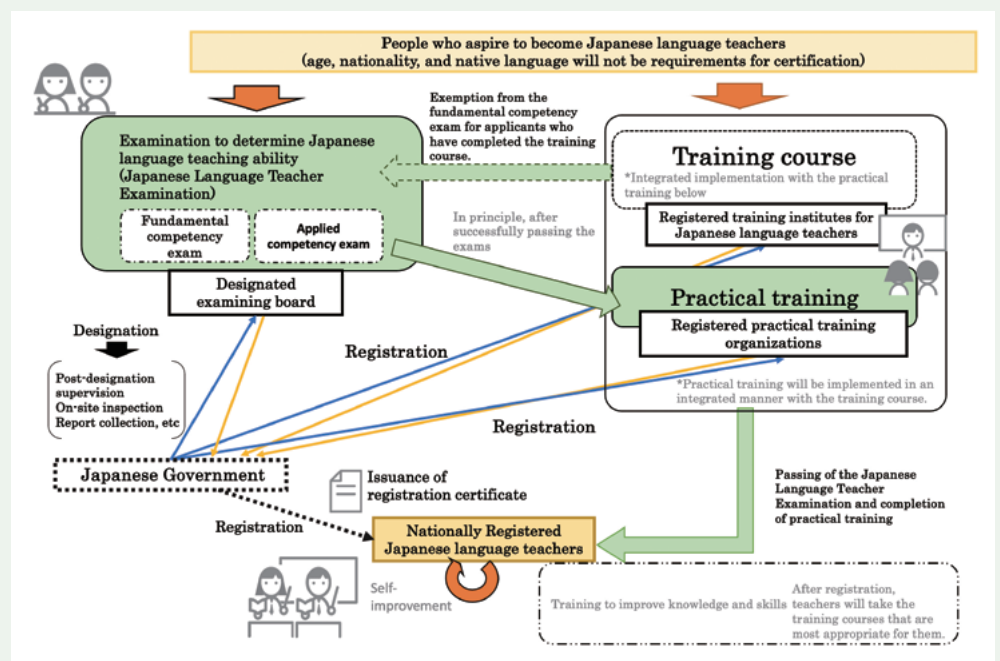 People who aspire to become Japanese language teachers
(age, nationality, and native language will not be requirements for certification)
Exemption from the
fundamental competency
exam for applicants who
have completed the training
course.
Examination to determine Japanese
language teaching ability
(Japanese Language Teacher
Examination)
Fundamental
competency
exam
Applied
competency exam
Designated
examining board
Training course
*Integrated implementation with the practical
training below
Registered training institutes for
Japanese language teachers
In principle, after
successfully passing the
exams
Practical training
Registered practical training
organizations
*Practical training will be implemented in an
integrated manner with the training course.
Designation
Post-designation
supervision
On-site inspection
Report collection, etc
Registration
Registration
Japanese Government
Issuance of
registration certificate
Registration
Nationally Registered
Japanese language teachers
Passing of the Japanese
Language Teacher
Examination and completion
of practical training
Self-
improvement
Training to improve knowledge and skills
After registration,
teachers will take the
training courses that are
most appropriate for them.